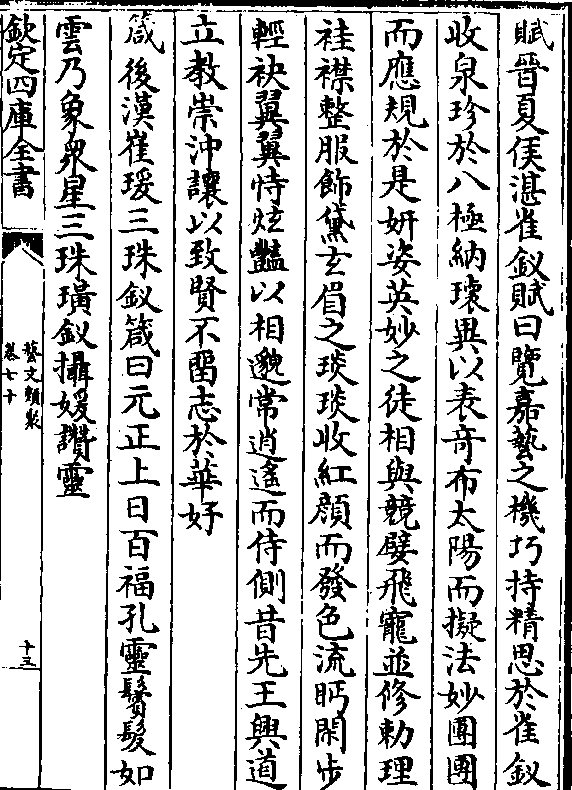 賦晉夏侯湛雀釵賦曰覽嘉藝之機巧持精思於雀釵
收泉珍於八極納瓌異以表奇布太陽而擬法妙團團
而應規於是妍姿英妙之徒相與競嬖飛寵並修勅理
袿襟整服飾黛玄眉之琰琰收紅顔而發色流眄閑步
輕袂翼翼恃炫豔以相邈常逍遙而侍側昔先王興道
立教崇沖讓以致賢不留志於華好
箴後漢崔瑗三珠釵箴曰元正上日百福孔靈鬢髮如
雲乃象衆星三珠璜釵攝媛讚靈
欽定四庫全書
藝文類聚
卷七十
十三